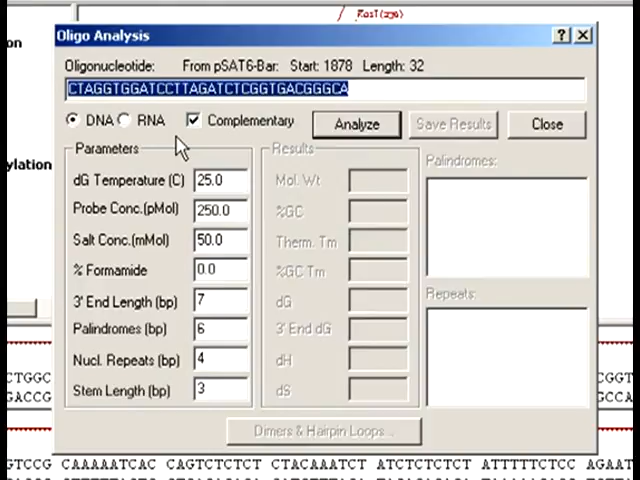 RosI(230)
on
Oligo Analysis
Oligonucleotide: From pSAT6-Bar: Start: 1878 Length: 32
CTAGGTGGATCCTTAGATCTCGGTGACGGGCA
DNA RNA Complementary Analyze Save Results Close
ylation
Parameters
dG Temperature (C) 25.0
Probe Conc.(pMol) 250.0
Salt Conc.(mMol) 50.0
% Formamide 0.0
3' End Length (bp) 7
Palindromes (bp) 6
Nucl. Repeats (bp) 4
Stem Length (bp) 3
Results
Mol. Wt
%GC
Therm. Tm
%GC Tm
dG
3' End dG
dH
dS
Palindromes:
Repeats:
Dimers & Hairpin Loops...
CTGGC CGGT
GACCG GCCA
GTCCG CAAAAATCAC CAGTCTCTCT CTACAAATCT ATCTCTCTCT ATTTTTCTCC AGAAT